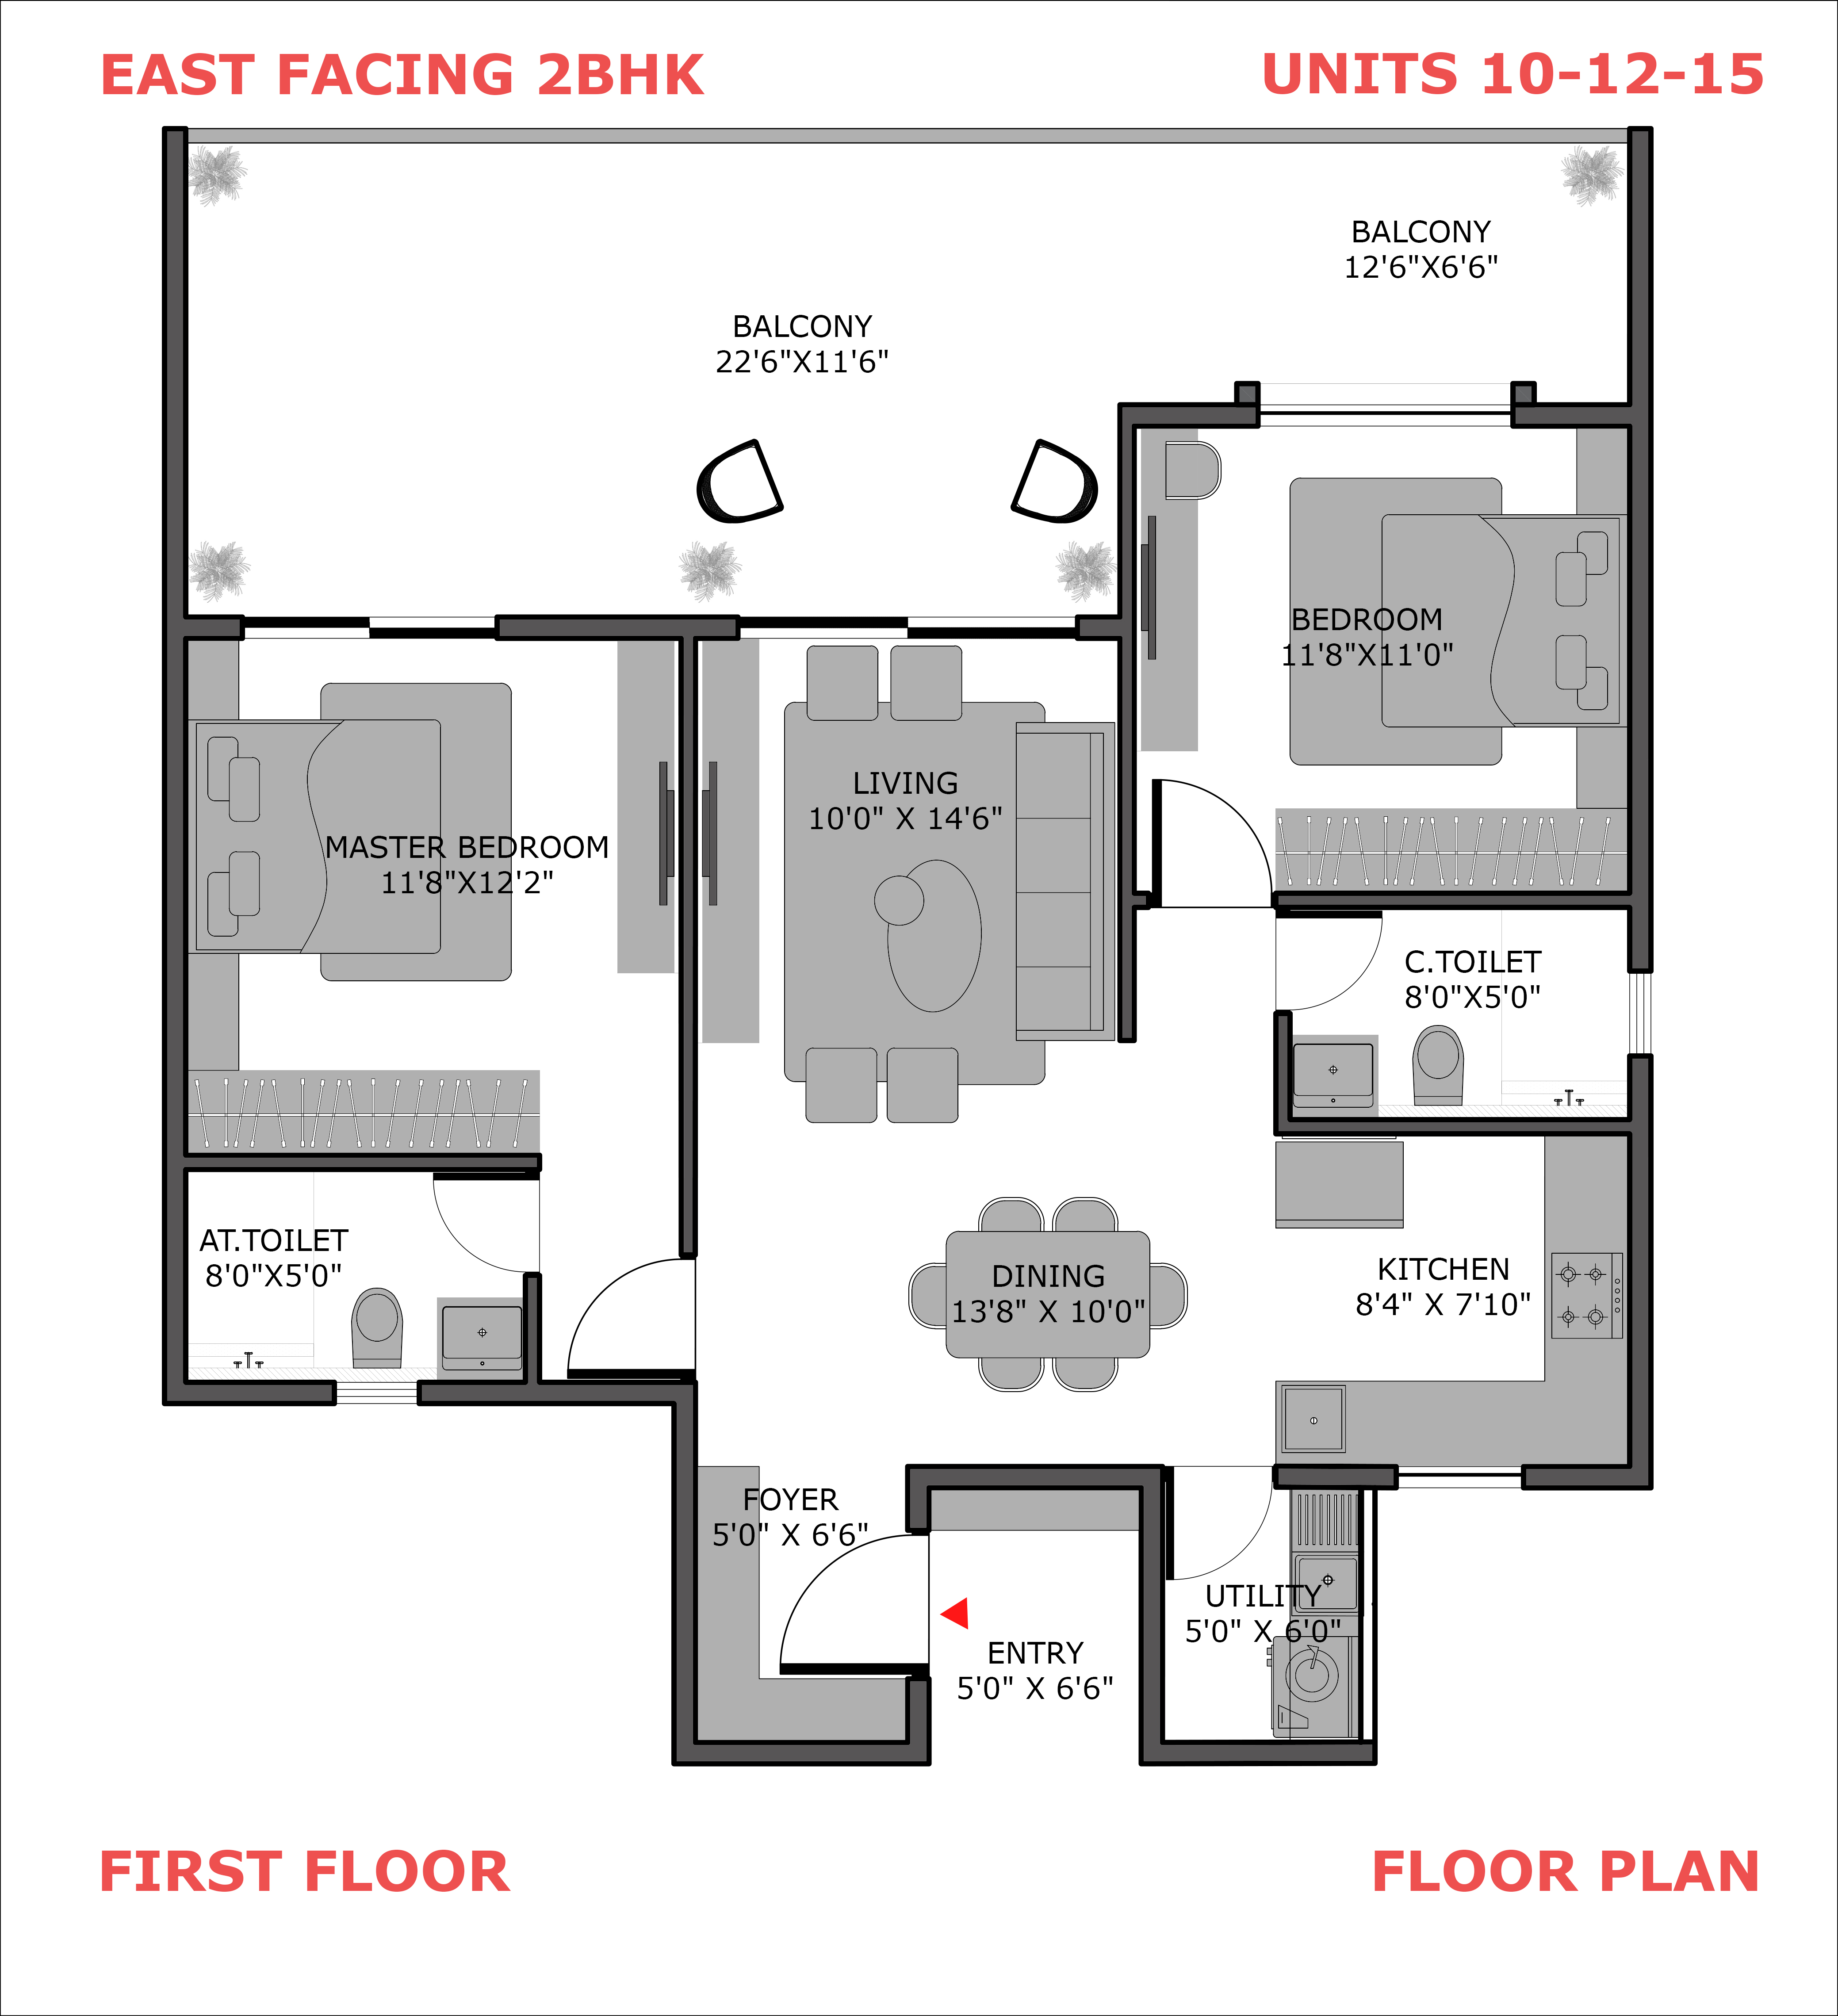 EAST FACING 2BHK
UNITS 10-12-15
BALCONY
12'6"X6'6"
BALCONY
22'6"X11'6"
BEDROOM
11'8"X11'0"
LIVING
10'0" X 14'6"
MASTER BEDROOM
11'8"X12'2"
C.TOILET
8'0"X5'0"
AT.TOILET
8'0"X5'0"
DINING
13'8" X 10'0"
KITCHEN
8'4" X 7'10"
FOYER
5'0" X 6'6"
UTILITY
5'0" X 6'0"
ENTRY
5'0" X 6'6"
FIRST FLOOR
FLOOR PLAN